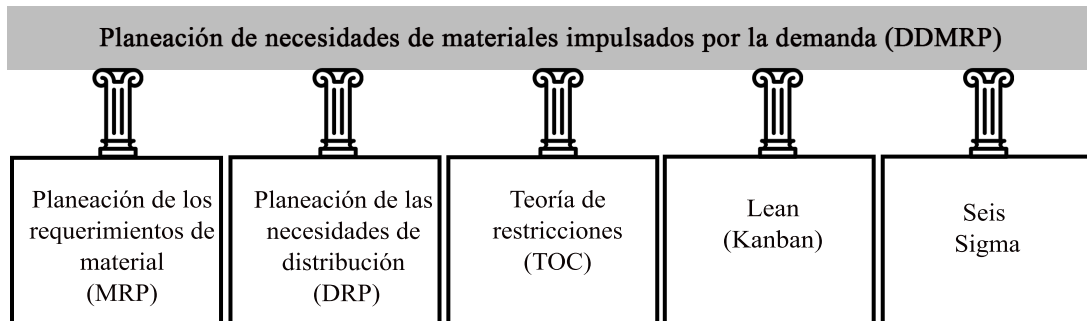 Planeación de necesidades de materiales impulsados por la demanda (DDMRP)
Planeación de los
requerimientos de
material
(MRP)
Planeación de las
necesidades de
distribución
(DRP)
Teoría de
restricciones
(TOC)
Lean
(Kanban)
Seis
Sigma